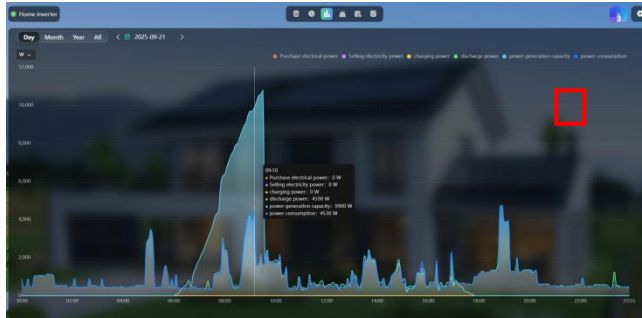 Home inverter
Day Month Year All < 2025-09-21 >
W
Purchase electrical power Selling electricity power charging power discharge power power generation capacity power consumption
12,000
10,000
8,000
6,000
4,000
2,000
0
09:10
Purchase electrical power: 0 W
Selling electricity power: 0 W
charging power: 0 W
discharge power: 4590 W
power generation capacity: 9800 W
power consumption: 4530 W
00:00 02:00 04:00 06:00 08:00 10:00 12:00 14:00 16:00 18:00 20:00 22:00 23:55